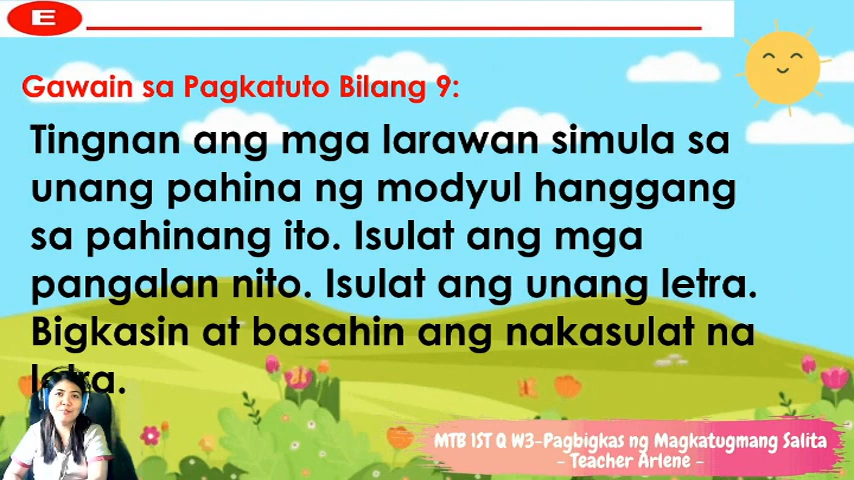 E
Gawain sa Pagkatuto Bilang 9:
Tingnan ang mga larawan simula sa
unang pahina ng modyul hanggang
sa pahinang ito. Isulat ang mga
pangalan nito. Isulat ang unang letra.
Bigkasin at basahin ang nakasulat na
letra.
MTB 1ST Q W3-Pagbigkas ng Magkatugmang Salita
- Teacher Arlene -